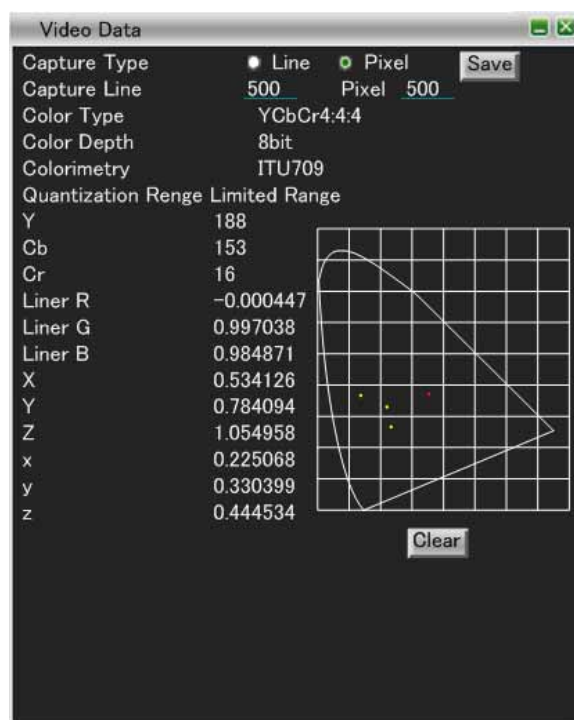 Video Data
Capture Type Line Pixel Save
Capture Line 500 Pixel 500
Color Type YCbCr4:4:4
Color Depth 8bit
Colorimetry ITU709
Quantization Renge Limited Range
Y 188
Cb 153
Cr 16
Liner R -0.000447
Liner G 0.997038
Liner B 0.984871
X 0.534126
Y 0.784094
Z 1.054958
x 0.225068
y 0.330399
z 0.444534
Clear